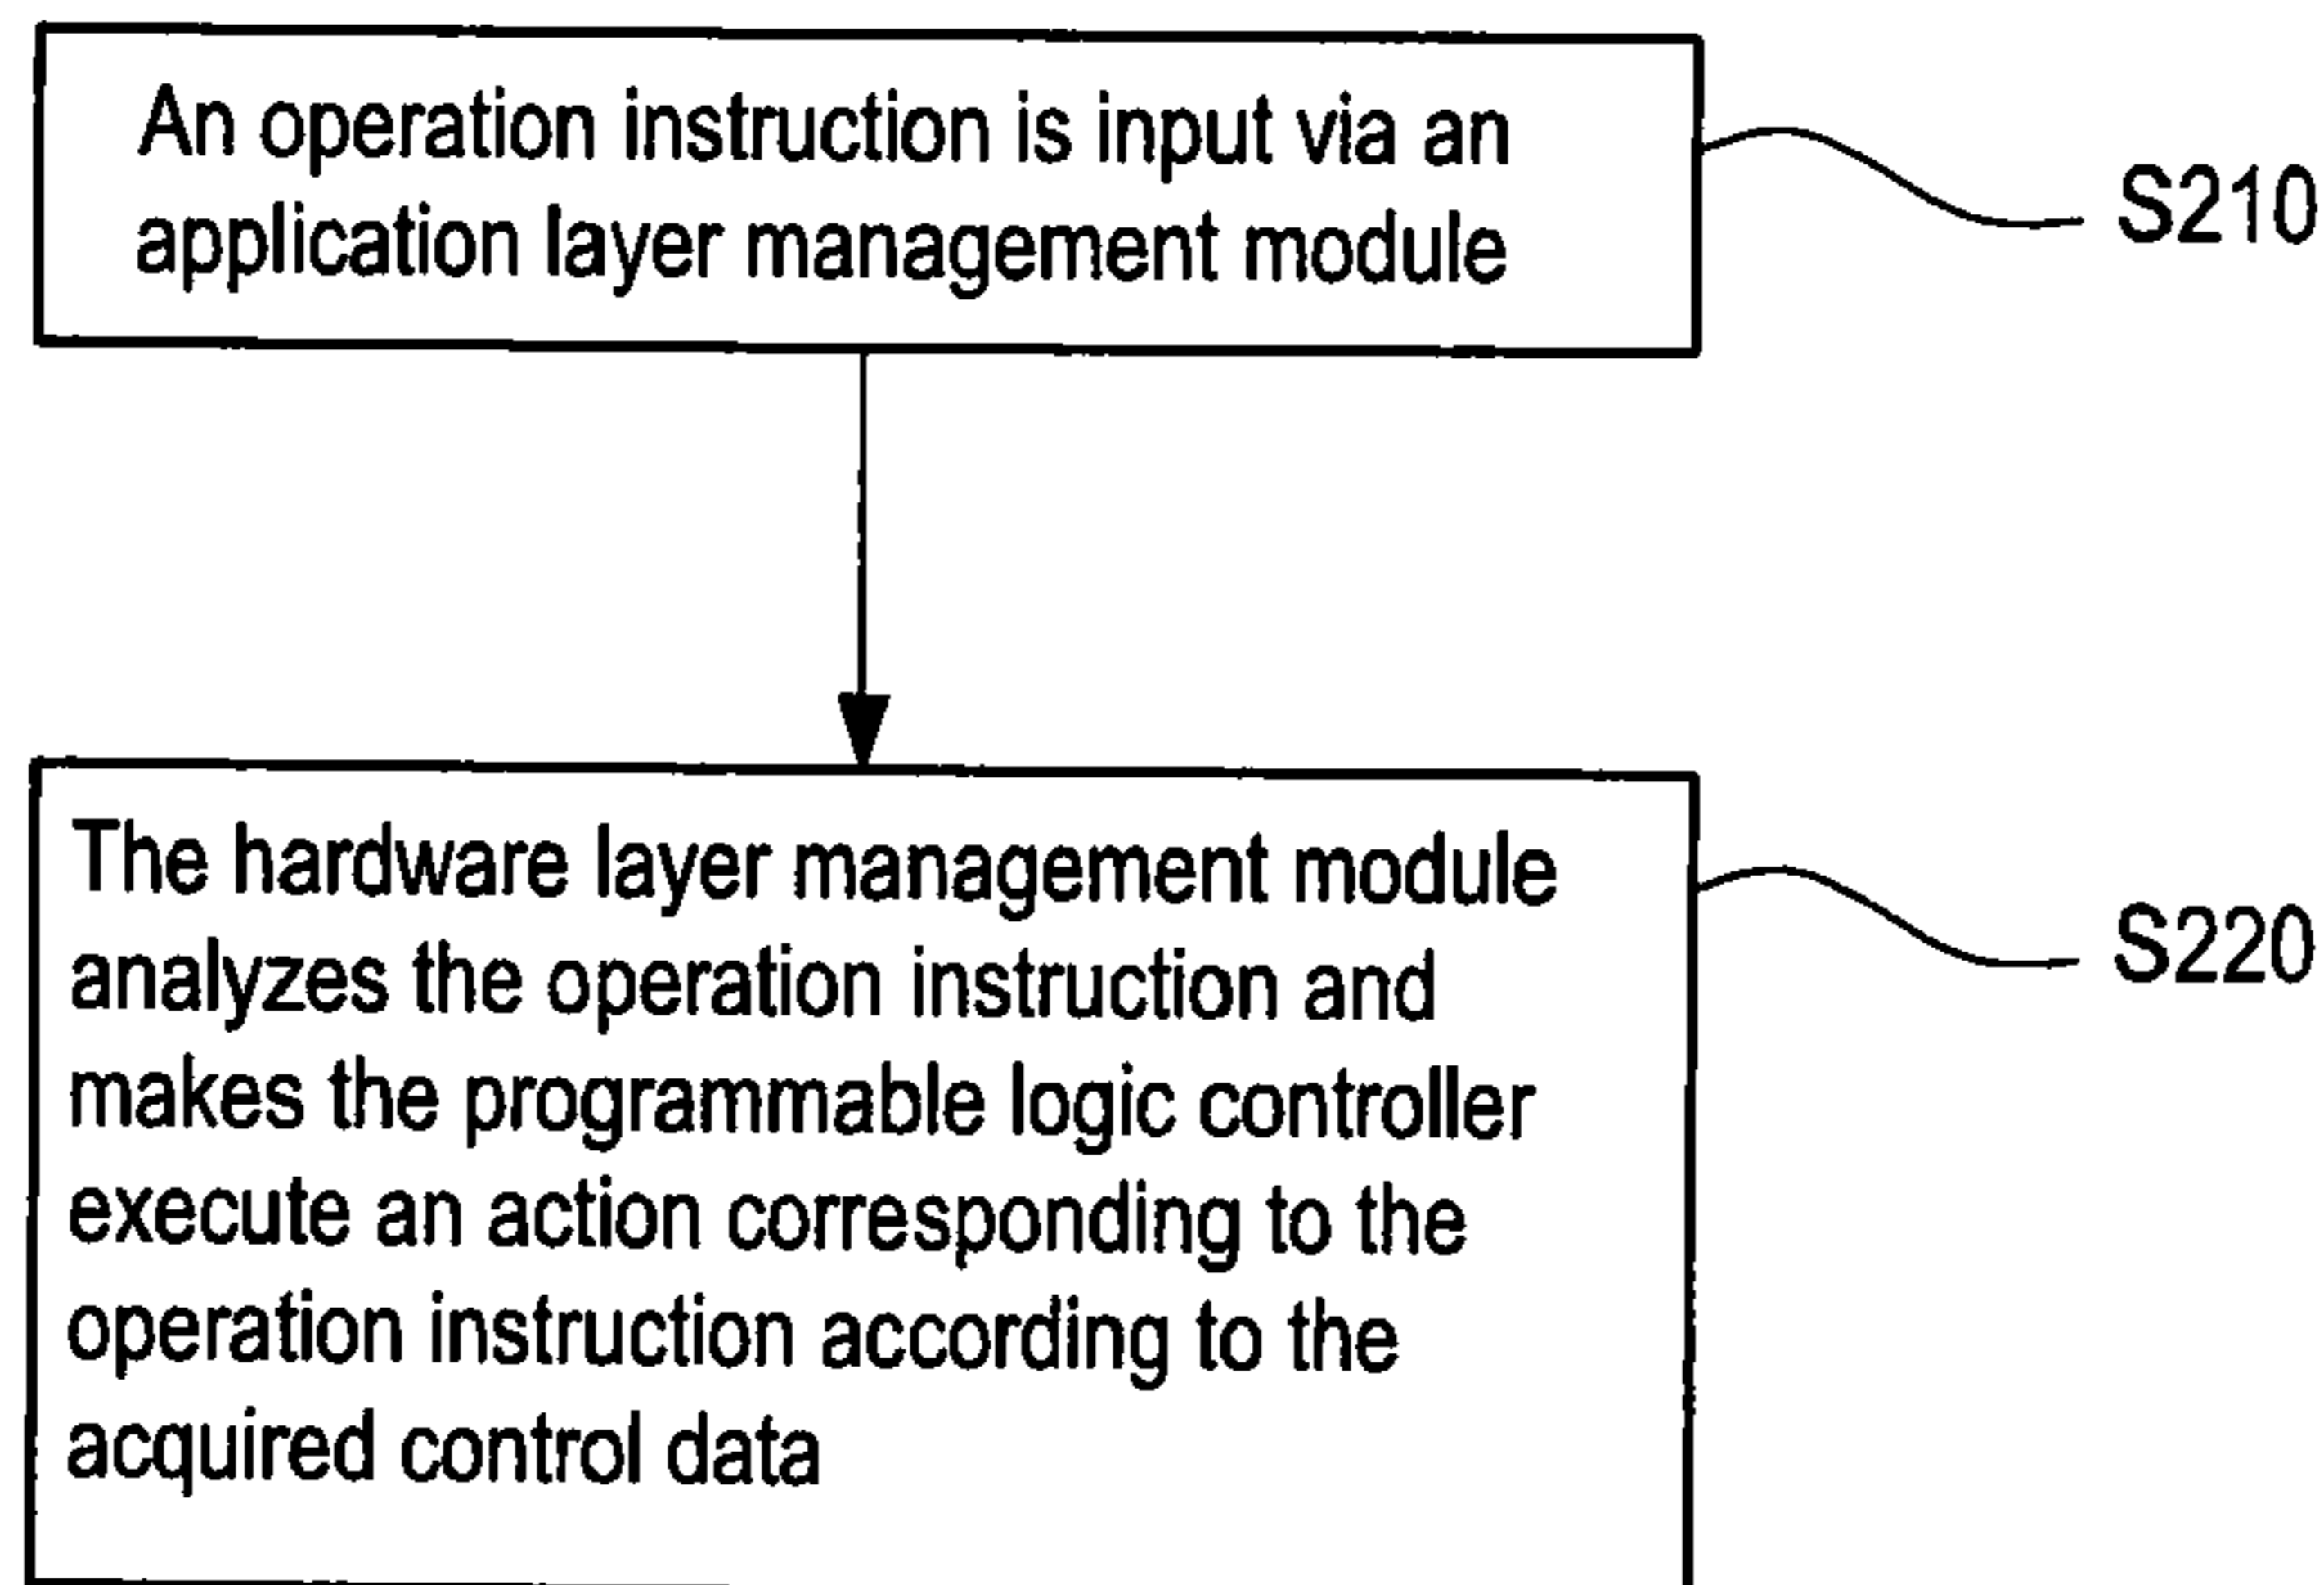 An operation instruction is input via an
application layer management module
S210
The hardware layer management module
analyzes the operation instruction and
makes the programmable logic controller
execute an action corresponding to the
operation instruction according to the
acquired control data
S220